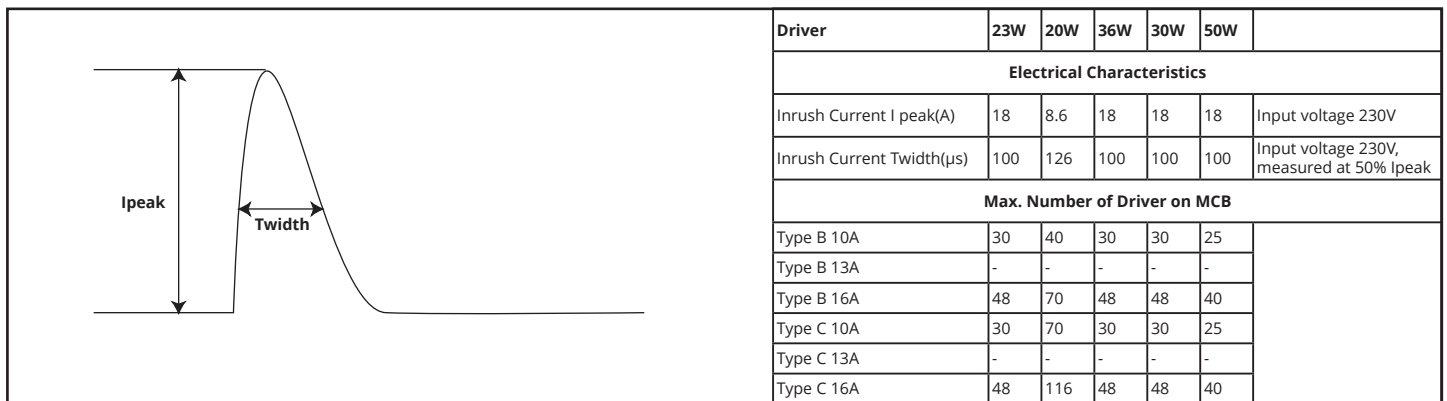 Ipeak
Twidth
Driver 23W 20W 36W 30W 50W
Electrical Characteristics
Inrush Current I peak(A) 18 8.6 18 18 18 Input voltage 230V
Inrush Current Twidth(µs) 100 126 100 100 100 Input voltage 230V,
measured at 50% Ipeak
Max. Number of Driver on MCB
Type B 10A 30 40 30 30 25
Type B 13A - - - - -
Type B 16A 48 70 48 48 40
Type C 10A 30 70 30 30 25
Type C 13A - - - - -
Type C 16A 48 116 48 48 40